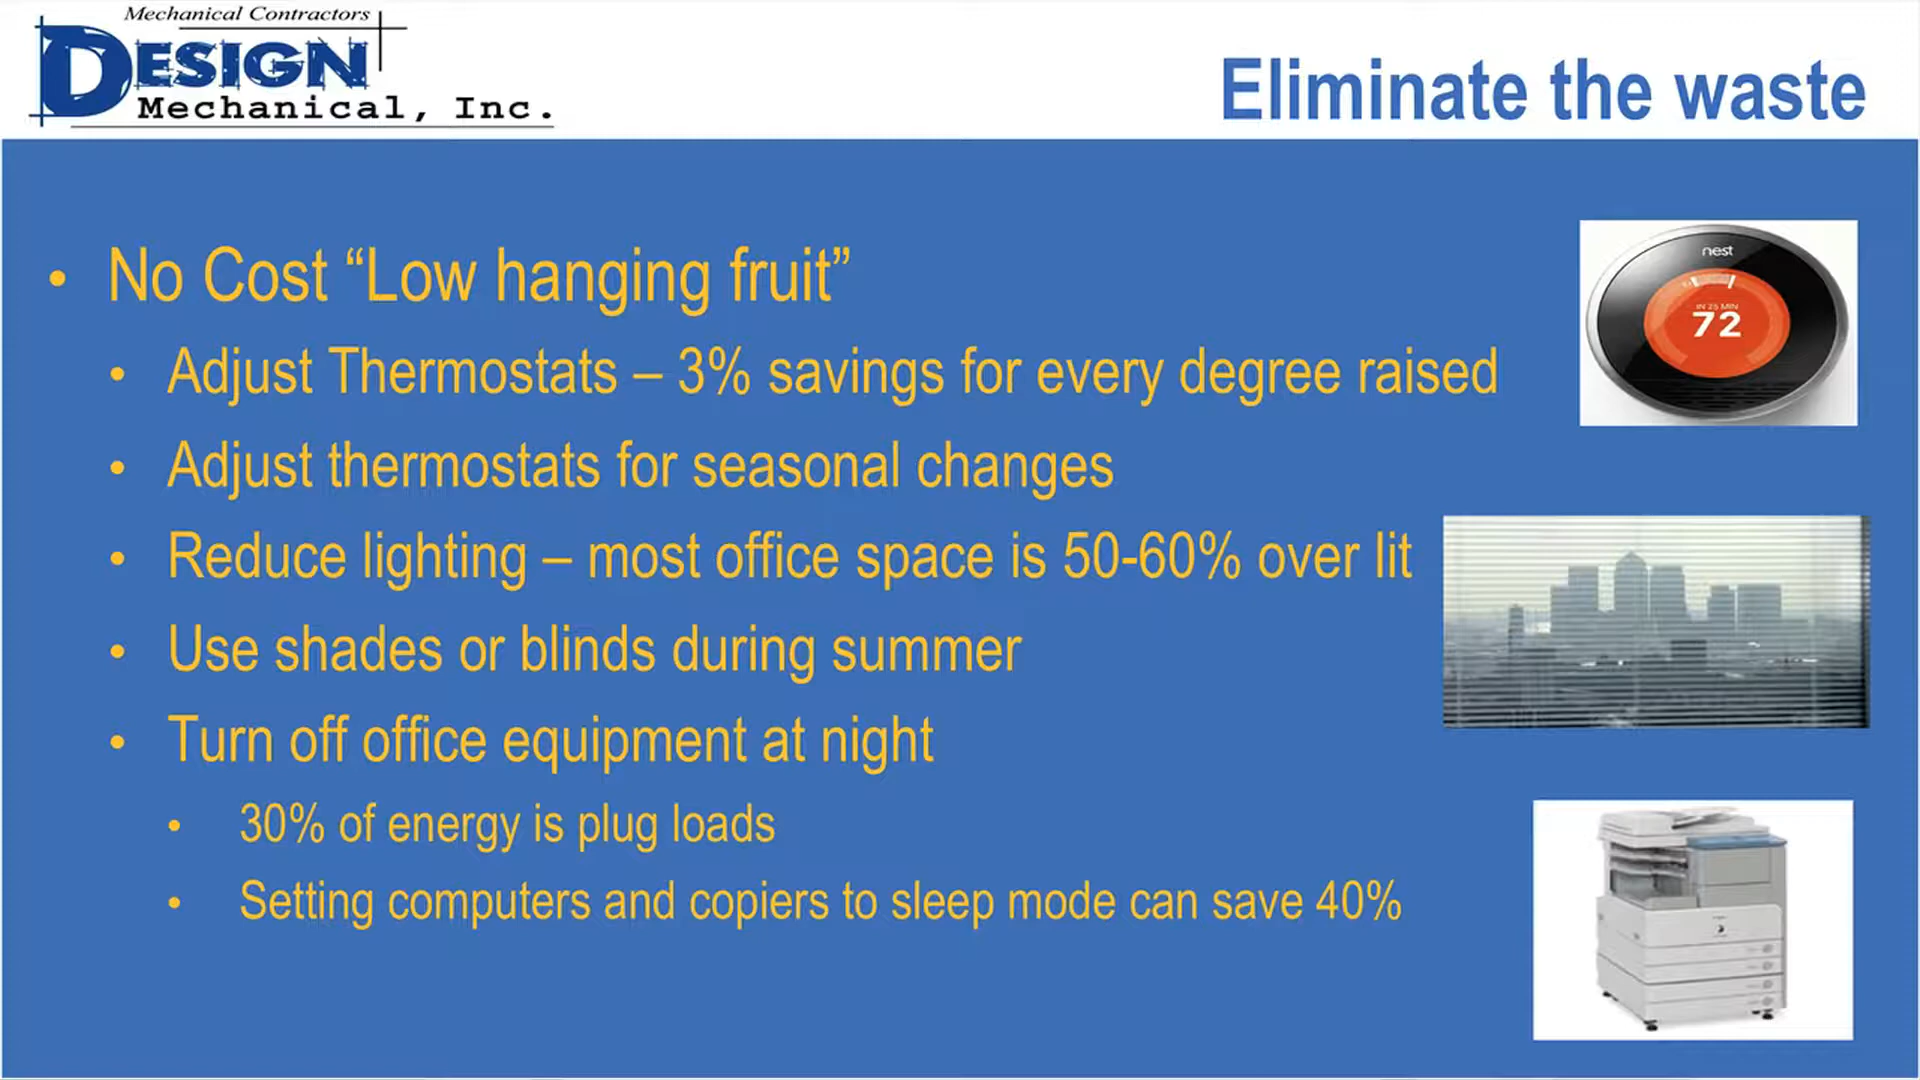 Mechanical Contractors
DESIGN
Mechanical, Inc.
Eliminate the waste
• No Cost “Low hanging fruit”
• Adjust Thermostats – 3% savings for every degree raised
• Adjust thermostats for seasonal changes
• Reduce lighting – most office space is 50-60% over lit
• Use shades or blinds during summer
• Turn off office equipment at night
• 30% of energy is plug loads
• Setting computers and copiers to sleep mode can save 40%
nest
IN 25 MIN
72